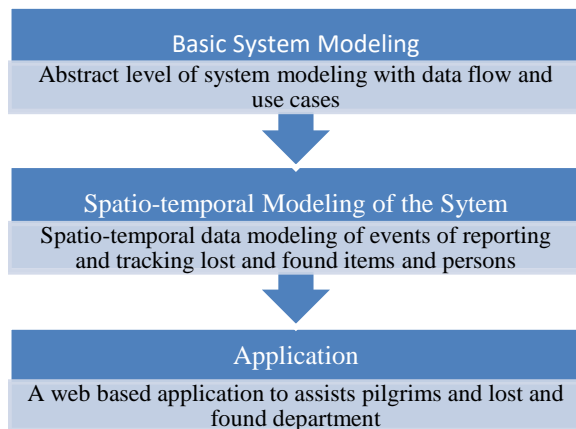 Basic System Modeling
Abstract level of system modeling with data flow and
use cases
Spatio-temporal Modeling of the Sytem
Spatio-temporal data modeling of events of reporting
and tracking lost and found items and persons
Application
A web based application to assists pilgrims and lost and
found department